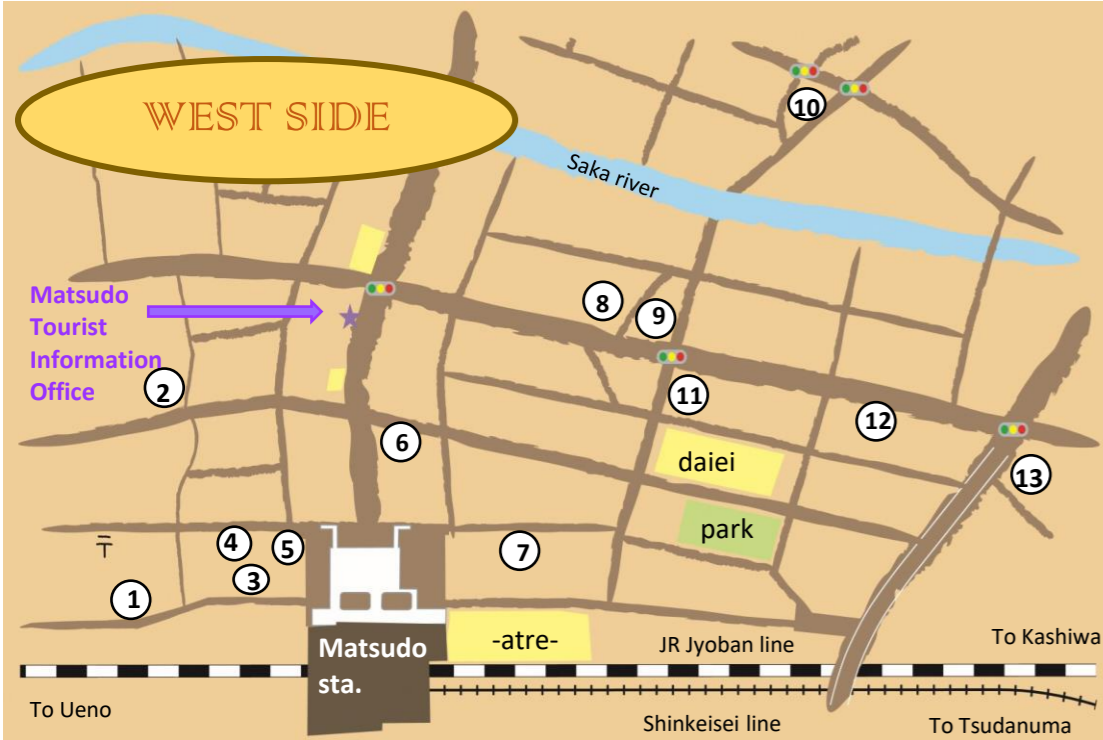 WEST SIDE
10
Saka river
Matsudo
Tourist
Information
Office
8
9
2
11
12
6
daiei
13
park
〒
4
5
7
3
1
-atre-
Matsudo
sta.
JR Jyoban line
To Kashiwa
To Ueno
Shinkeisei line
To Tsudanuma